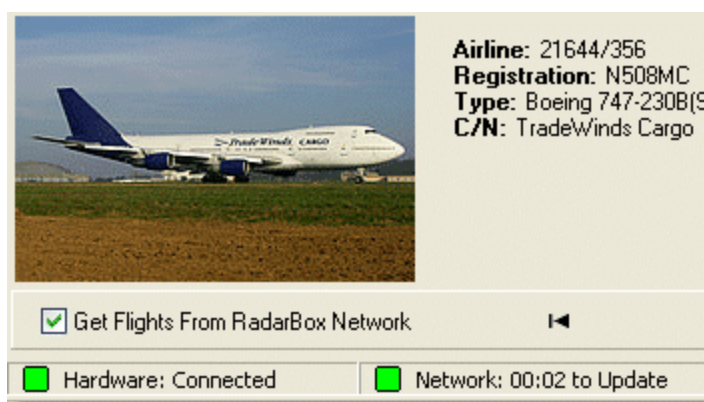 Airline: 21644/356
Registration: N508MC
Type: Boeing 747-230B(S
C/N: TradeWinds Cargo
TradeWinds CARGO
Get Flights From RadarBox Network
Hardware: Connected
Network: 00:02 to Update